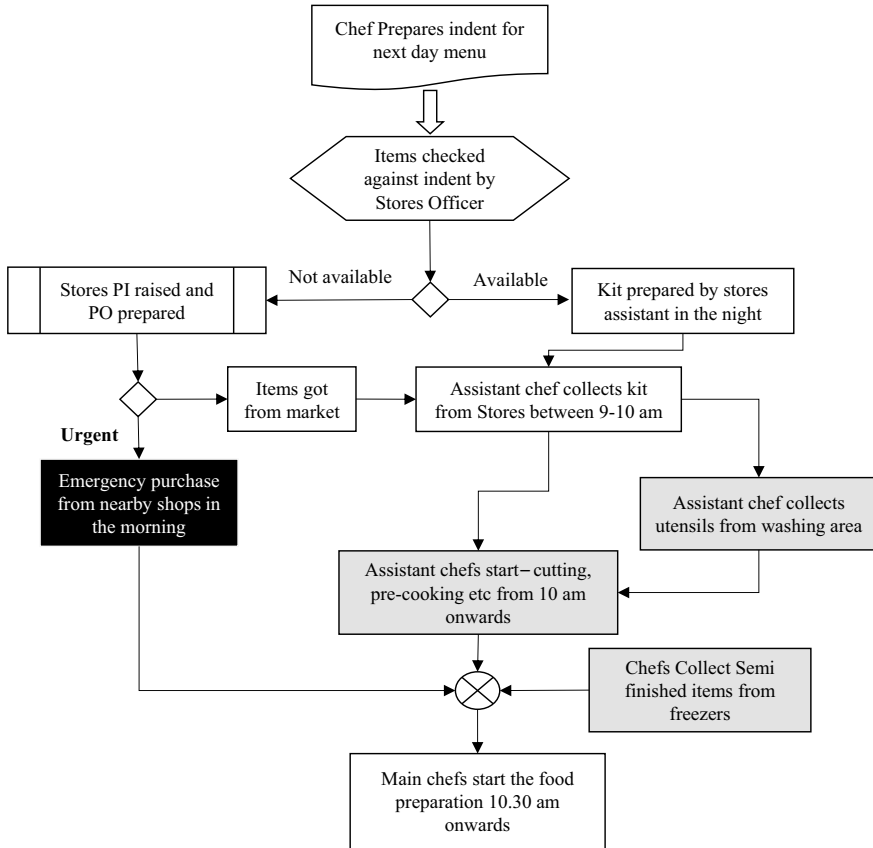 Chef Prepares indent for
next day menu
Items checked
against indent by
Stores Officer
Not available
Available
Stores PI raised and
PO prepared
Kit prepared by stores
assistant in the night
Items got
from market
Assistant chef collects kit
from Stores between 9-10 am
Urgent
Emergency purchase
from nearby shops in
the morning
Assistant chef collects
utensils from washing area
Assistant chefs start–cutting,
pre-cooking etc from 10 am
onwards
Chefs Collect Semi
finished items from
freezers
Main chefs start the food
preparation 10.30 am
onwards